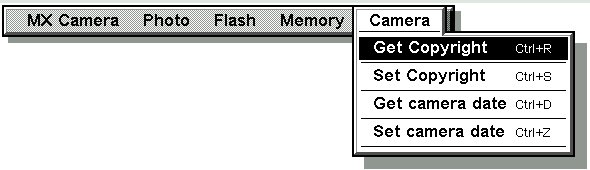 MX Camera Photo Flash Memory Camera
Get Copyright Ctrl+R
Set Copyright Ctrl+S
Get camera date Ctrl+D
Set camera date Ctrl+Z